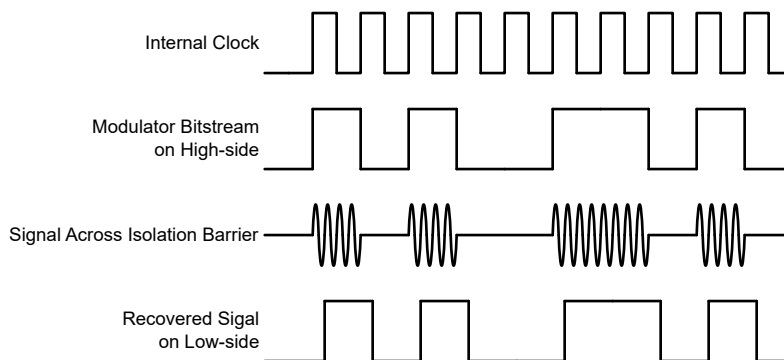 Internal Clock
Modulator Bitstream
on High-side
Signal Across Isolation Barrier
Recovered Sigal
on Low-side